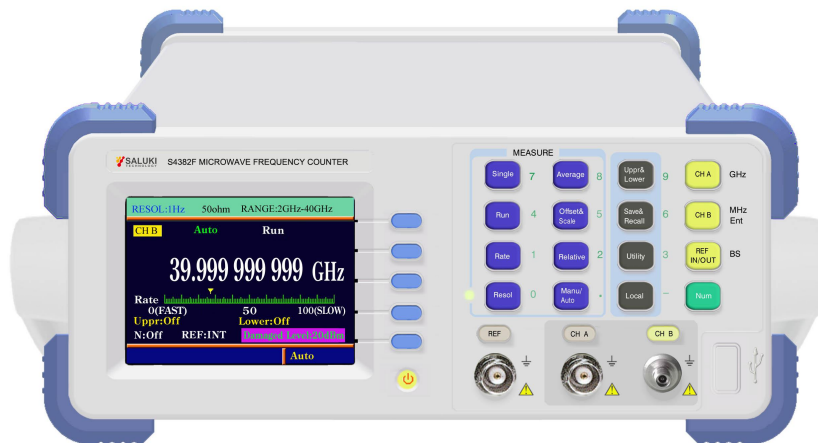 SALUKI
TECHNOLOGY
S4382F MICROWAVE FREQUENCY COUNTER
RESOL:1Hz 50ohm RANGE:2GHz-40GHz
CH B Auto Run
39.999 999 999 GHz
Rate
0(FAST) 50 100(SLOW)
Uppr:Off Lower:Off
N:Off REF:INT Damaged Level:20dBm
Auto
MEASURE
Single 7 Average 8 Uppr& Lower 9 CH A GHz
Run 4 Offset& Scale 5 Save& Recall 6 CH B MHz Ent
Rate 1 Relative 2 Utility 3 REF IN/OUT BS
Resol 0 Manu/ Auto . Local - Num
REF CH A CH B